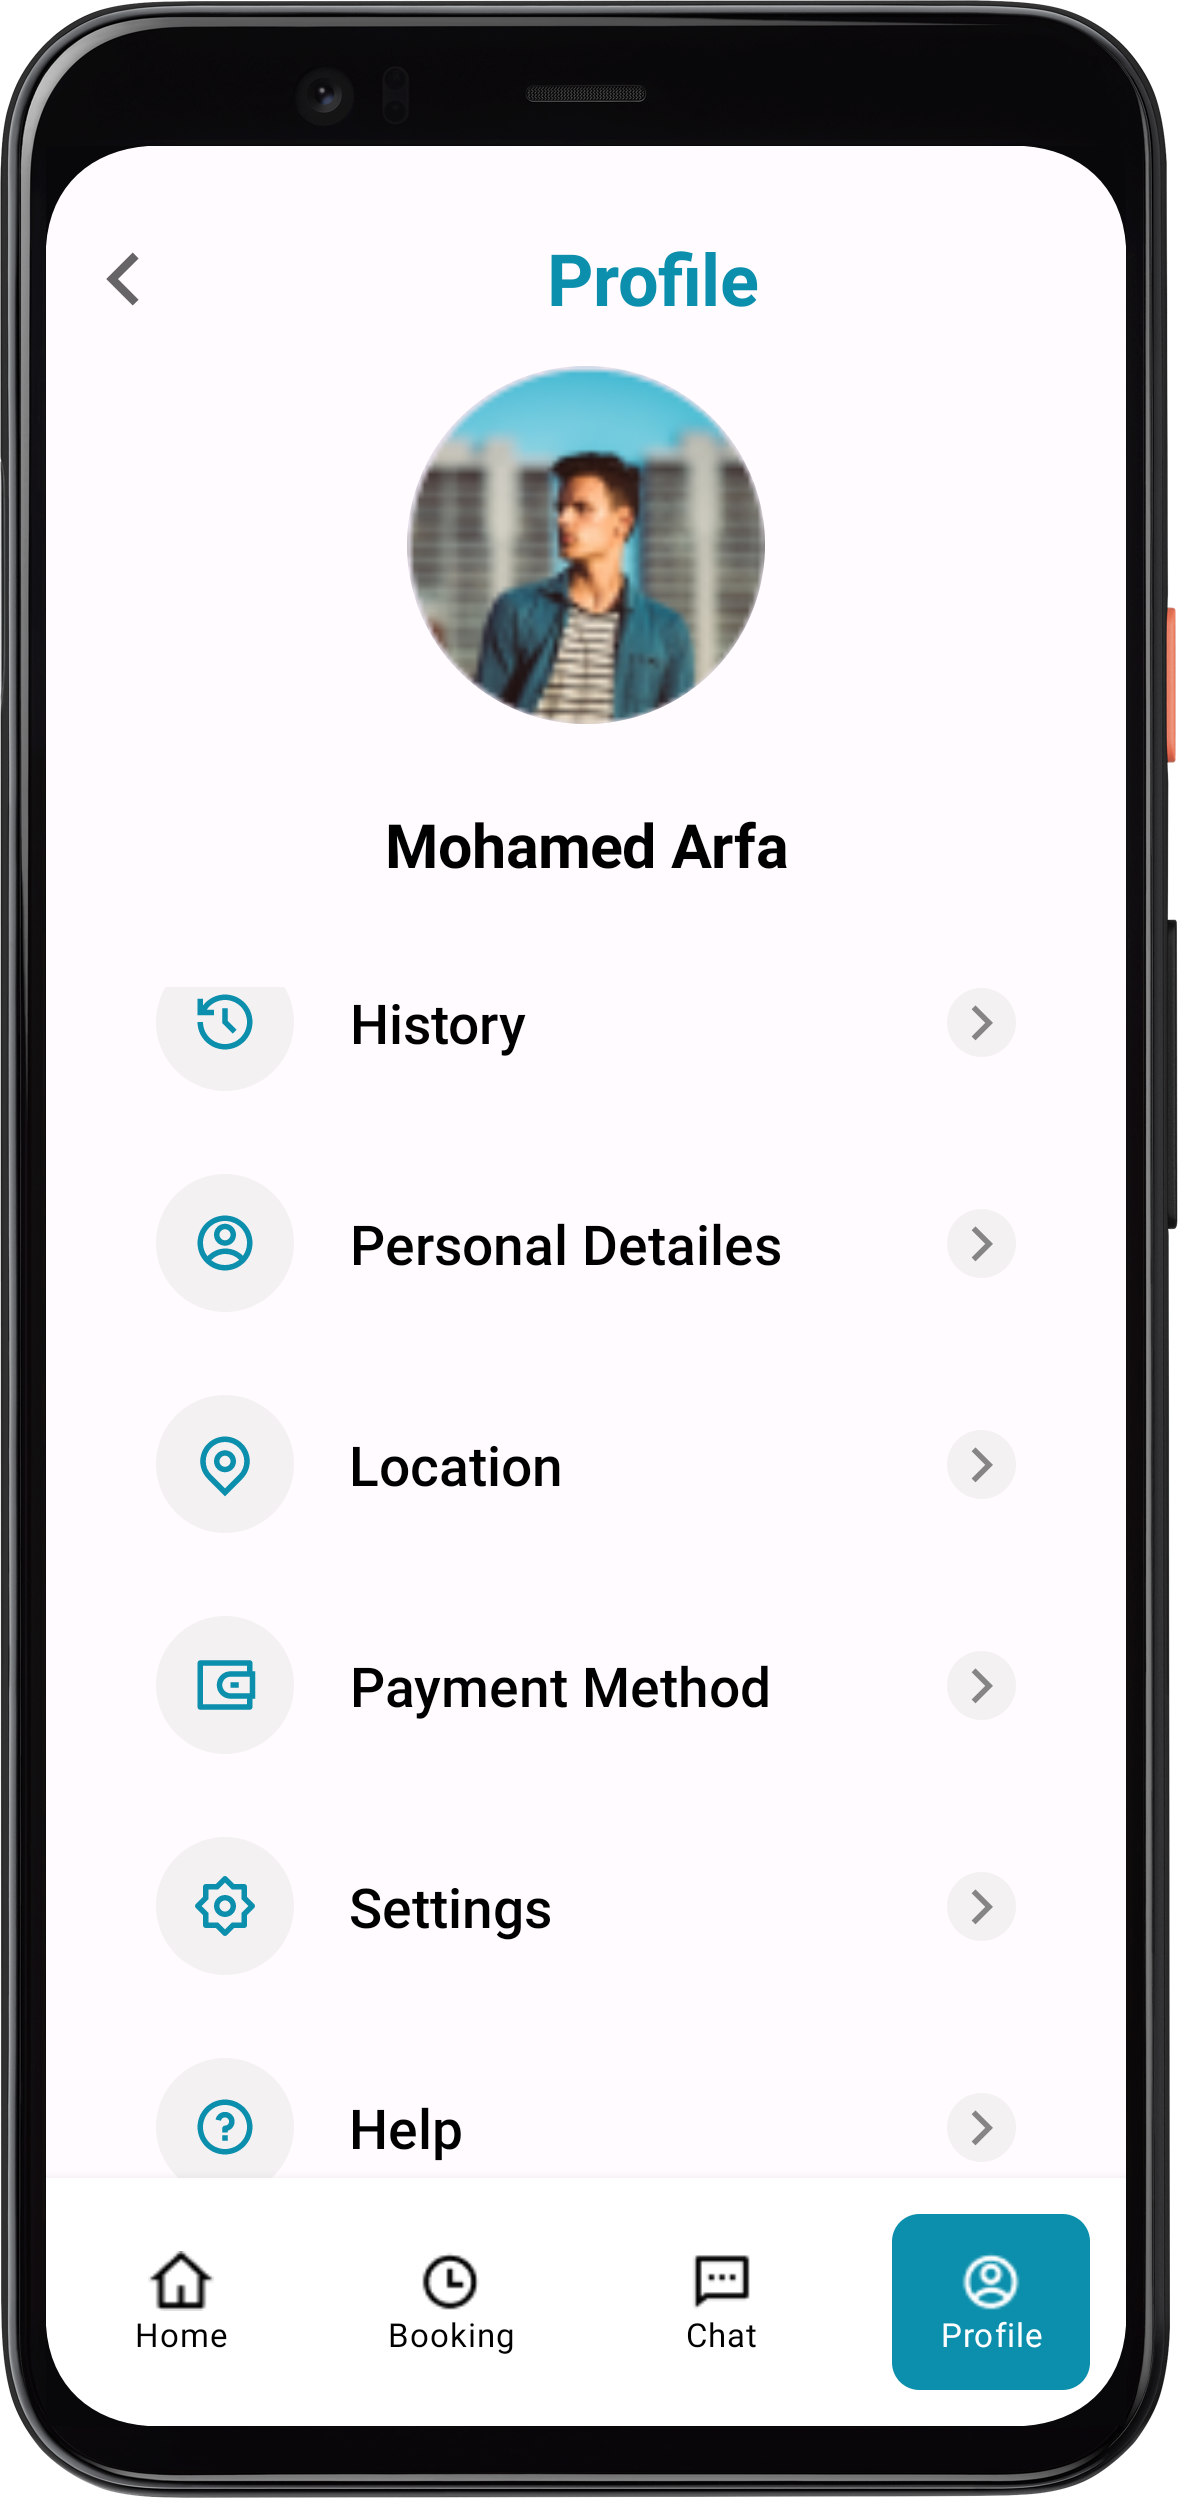 Profile
Mohamed Arfa
History
Personal Detailes
Location
Payment Method
Settings
Help
Home
Booking
Chat
Profile